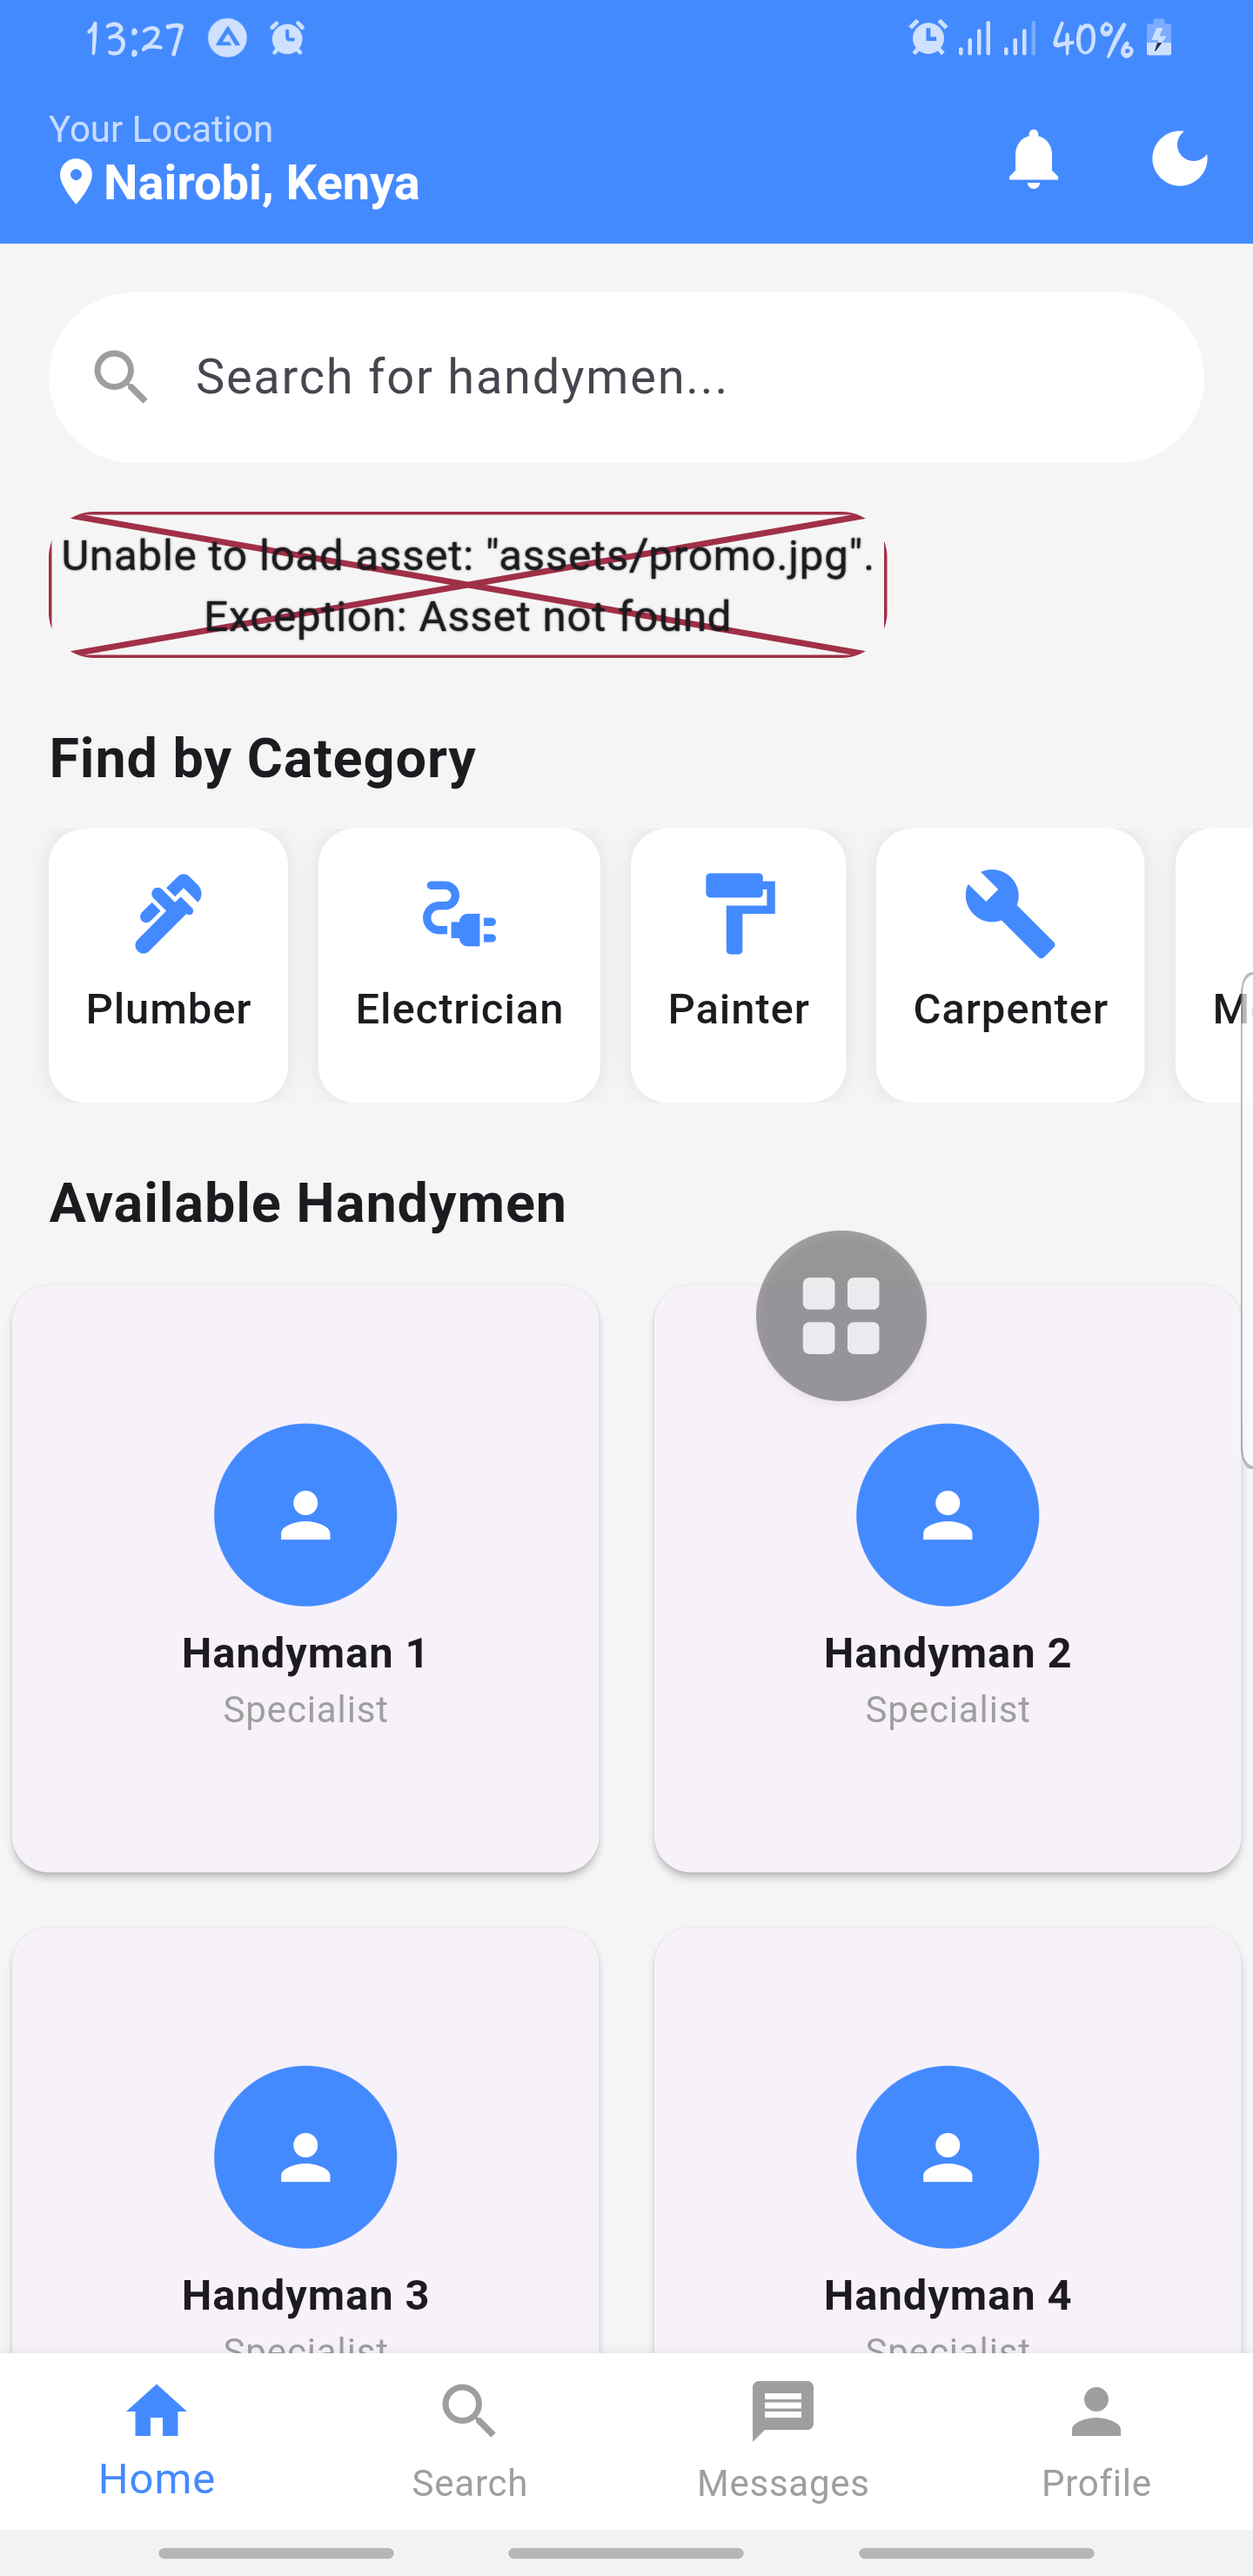 13:27
40%
Your Location
Nairobi, Kenya
Search for handymen...
Unable to load asset: "assets/promo.jpg".
Exception: Asset not found
Find by Category
Plumber
Electrician
Painter
Carpenter
Available Handymen
Handyman 1
Handyman 2
Specialist
Specialist
Handyman 3
Handyman 4
Specialist
Specialist
Home
Search
Messages
Profile